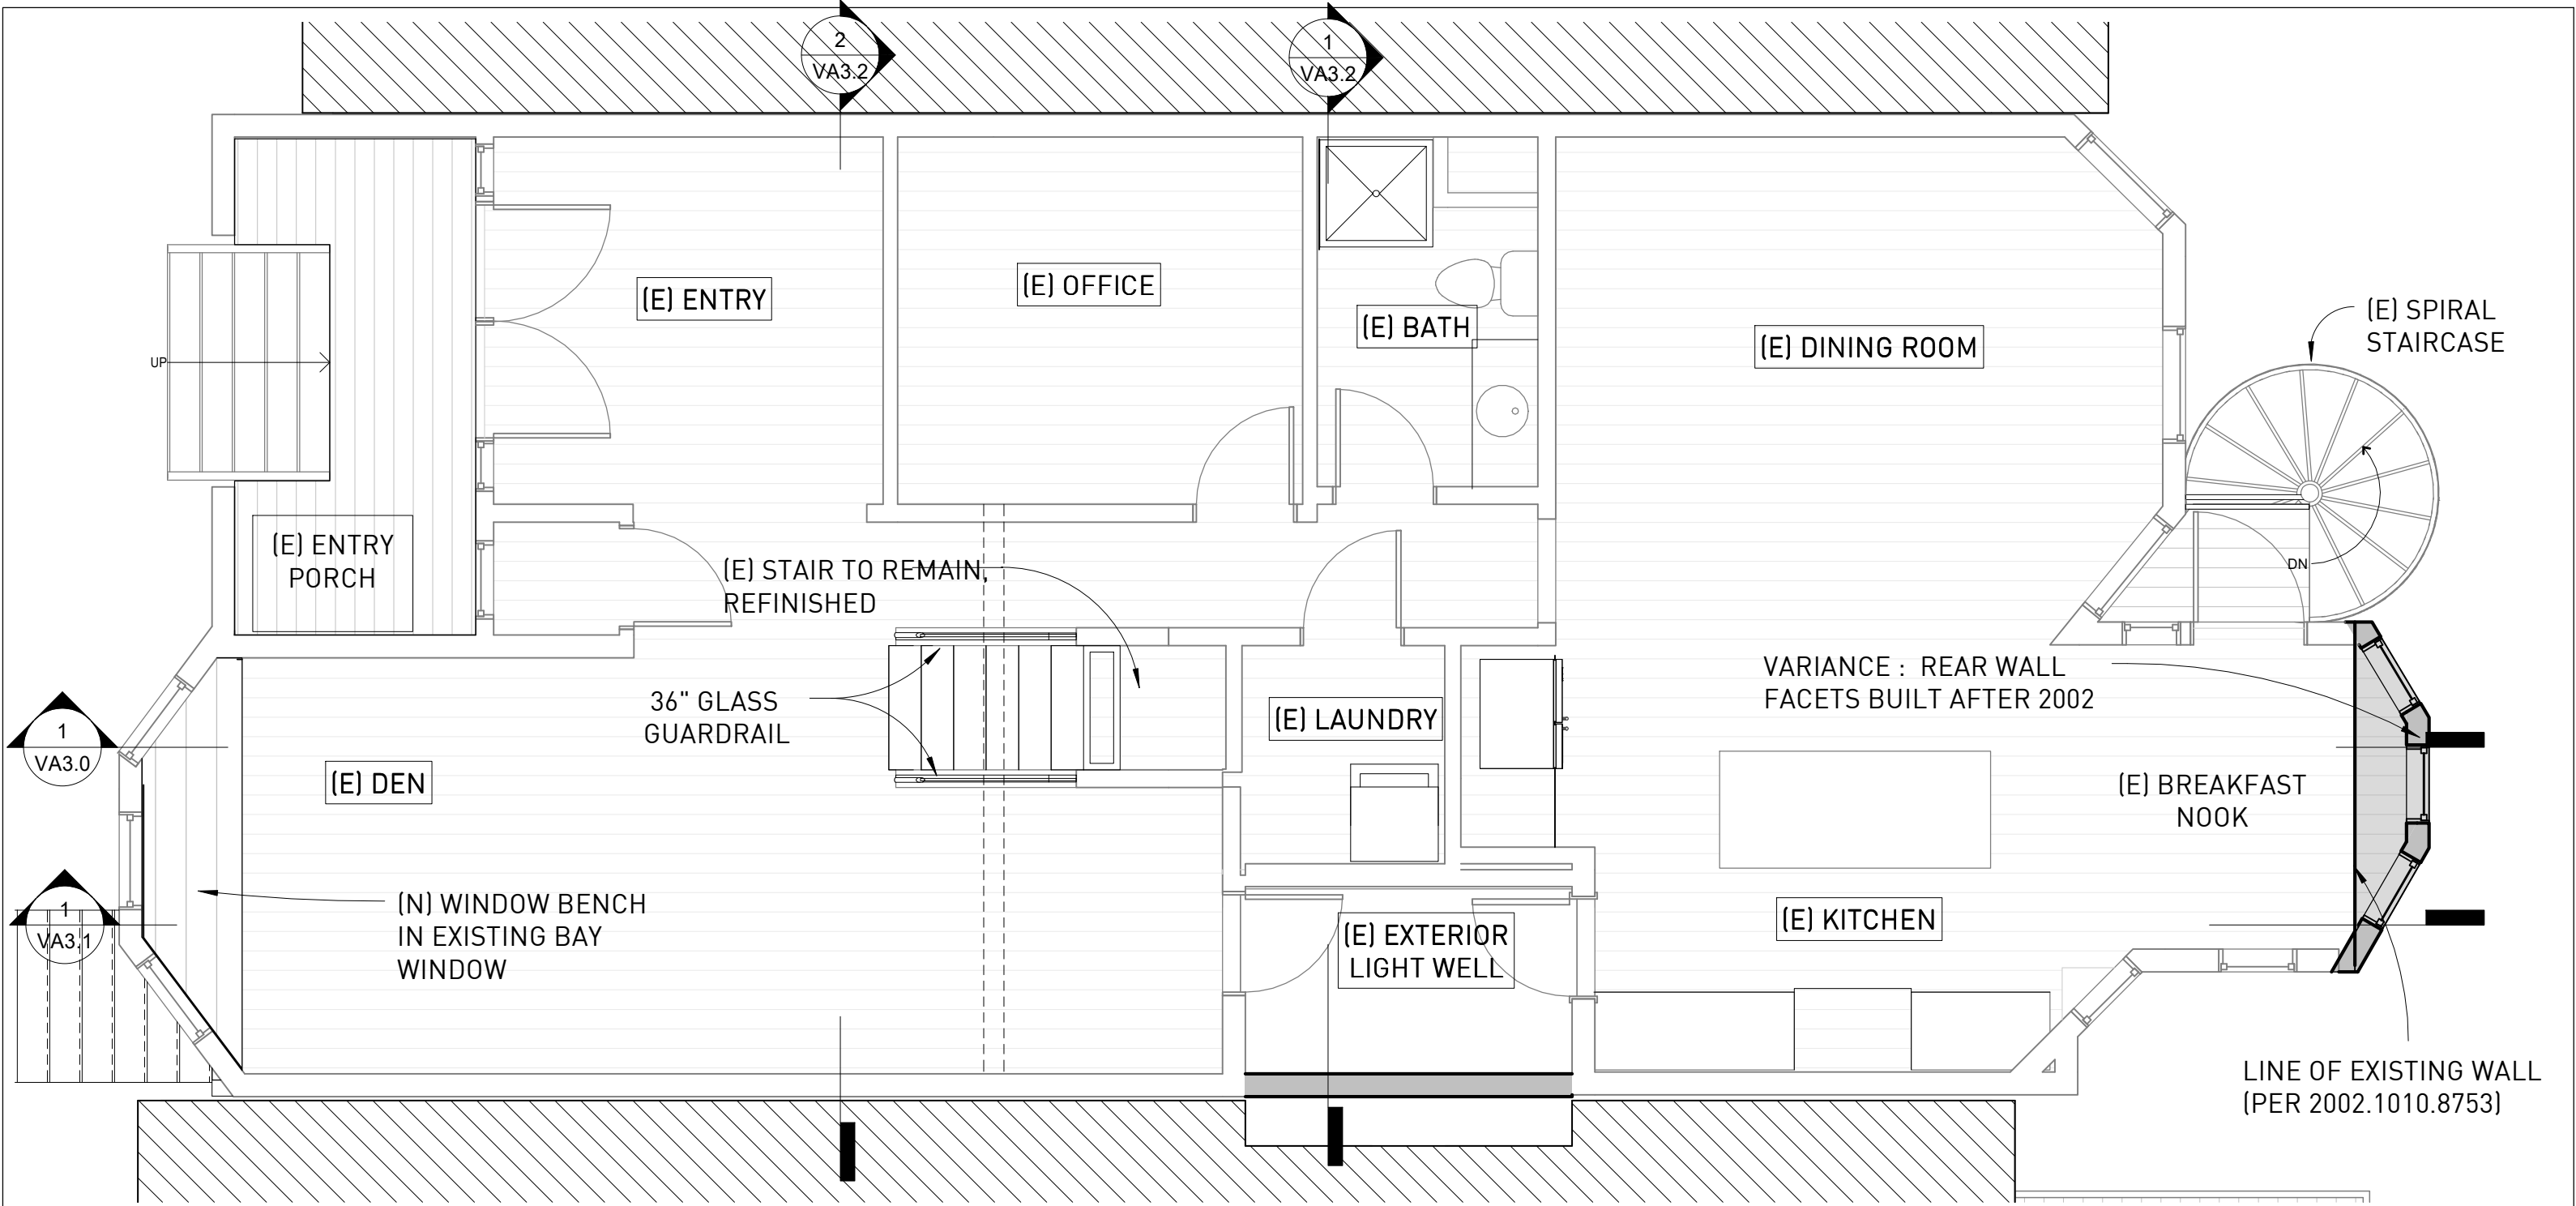 2
VA3.2
1
VA3.2
(E) ENTRY
(E) OFFICE
(E) BATH
(E) DINING ROOM
(E) SPIRAL
STAIRCASE
UP
(E) ENTRY
PORCH
(E) STAIR TO REMAIN,
REFINISHED
DN
36" GLASS
GUARDRAIL
(E) LAUNDRY
VARIANCE : REAR WALL
FACETS BUILT AFTER 2002
1
VA3.0
(E) DEN
(E) BREAKFAST
NOOK
1
VA3.1
(N) WINDOW BENCH
IN EXISTING BAY
WINDOW
(E) EXTERIOR
LIGHT WELL
(E) KITCHEN
LINE OF EXISTING WALL
(PER 2002.1010.8753)